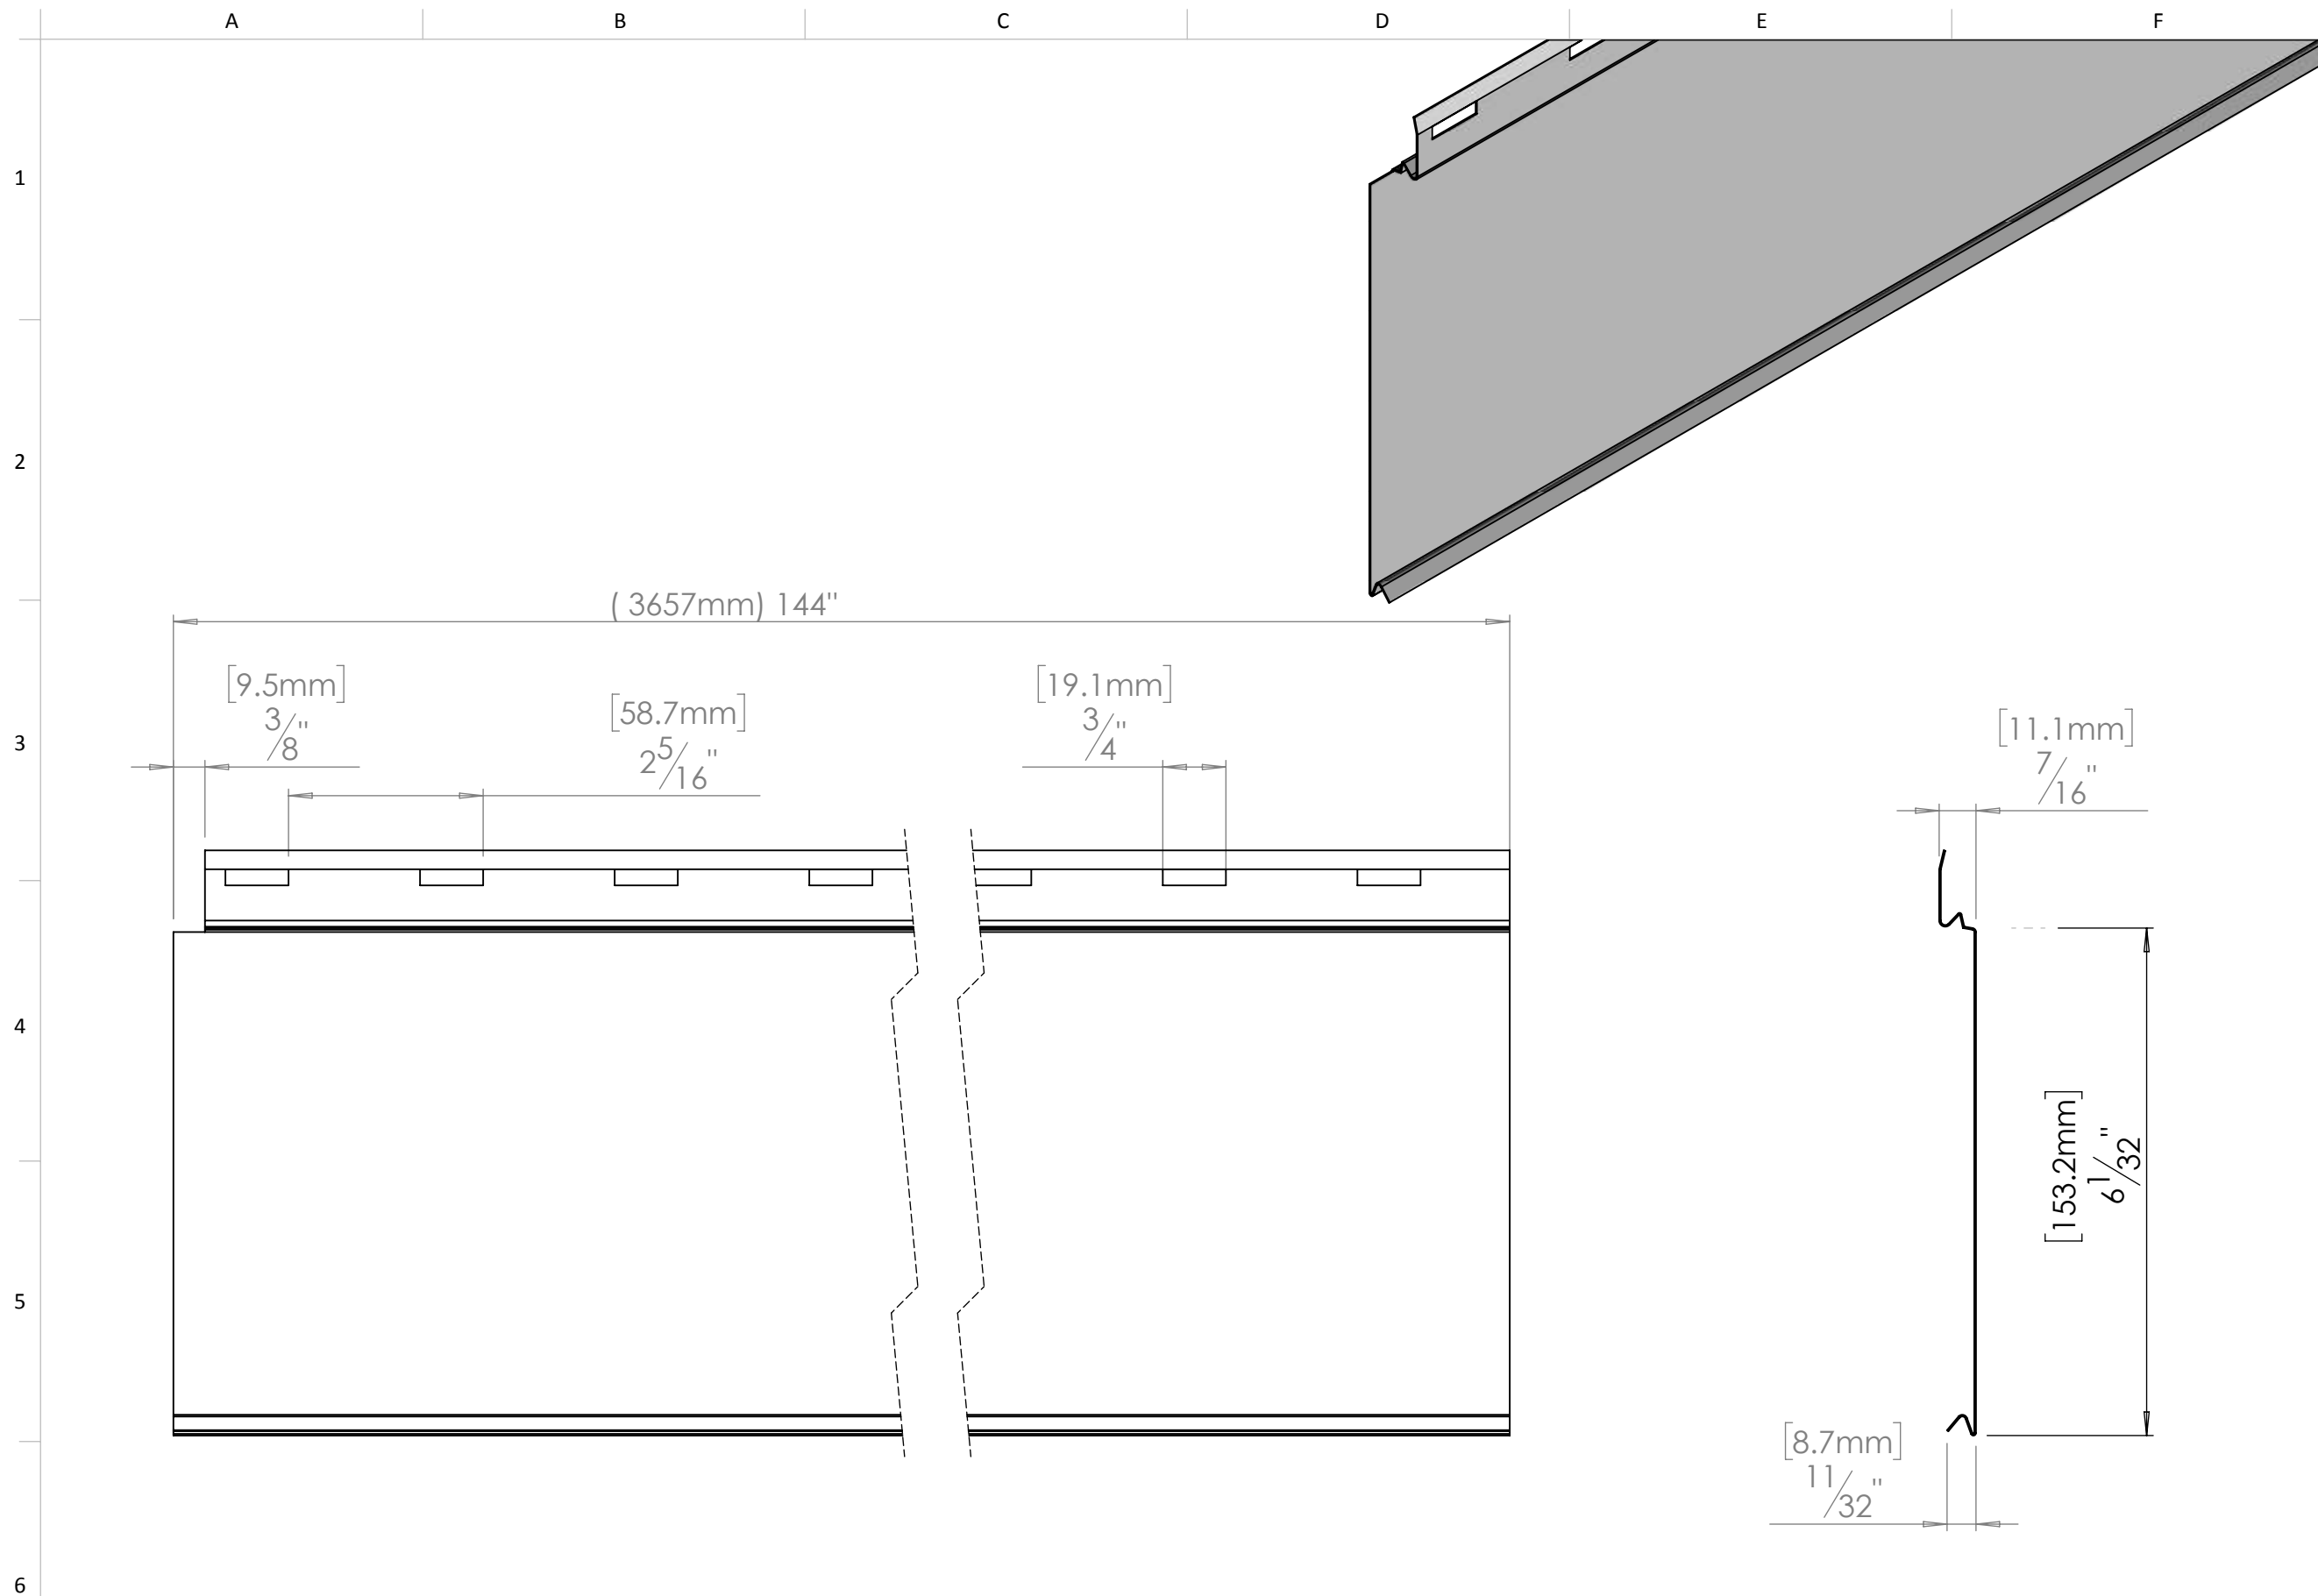 A B C D E F
1
2
( 3657mm) 144"
[9.5mm]
3/8"
[58.7mm]
2 5/16"
[19.1mm]
3/4"
3
[11.1mm]
7/16"
4
[153.2mm]
6 1/32"
5
[8.7mm]
11/32"
6